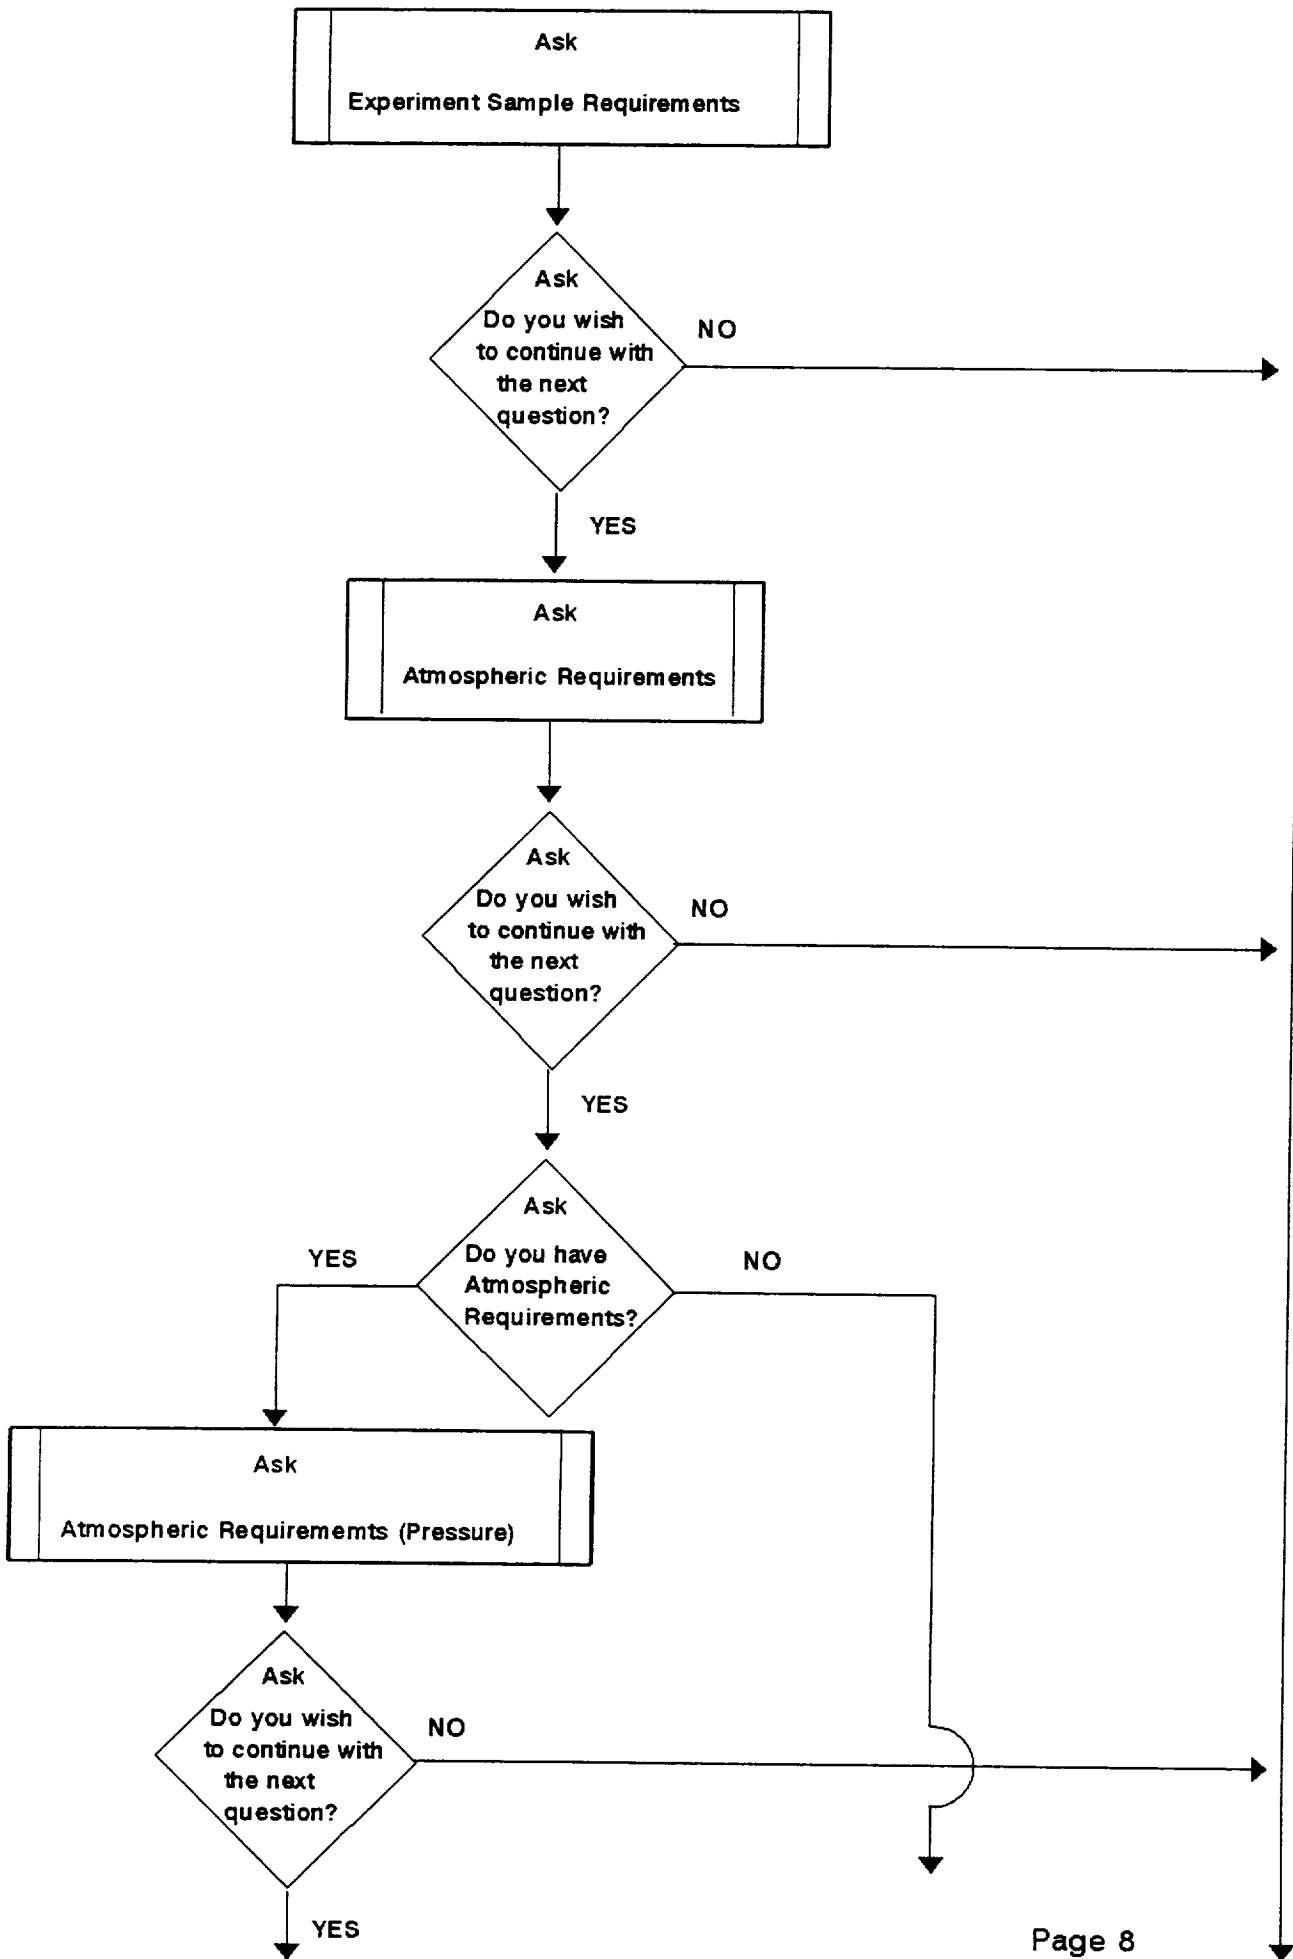 Ask
Experiment Sample Requirements
Ask
Do you wish
to continue with
the next
question?
NO
YES
Ask
Atmospheric Requirements
Ask
Do you wish
to continue with
the next
question?
NO
YES
Ask
Do you have
Atmospheric
Requirements?
YES
NO
Ask
Atmospheric Requirememts (Pressure)
Ask
Do you wish
to continue with
the next
question?
NO
YES
Page 8